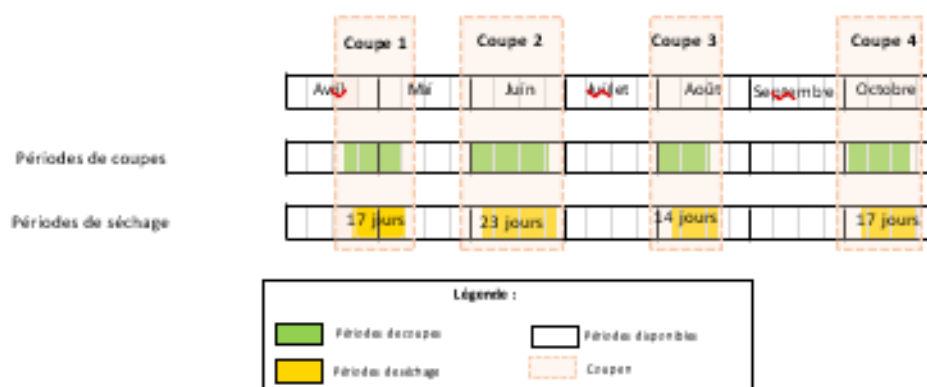 Coupe 1 Coupe 2 Coupe 3 Coupe 4
Avril Mai Juin Juillet Août Septembre Octobre
Périodes de coupes
Périodes de séchage 17 jours 23 jours 14 jours 17 jours
Légende :
Périodes de coupes Périodes disponibles
Périodes de séchage Coupe n